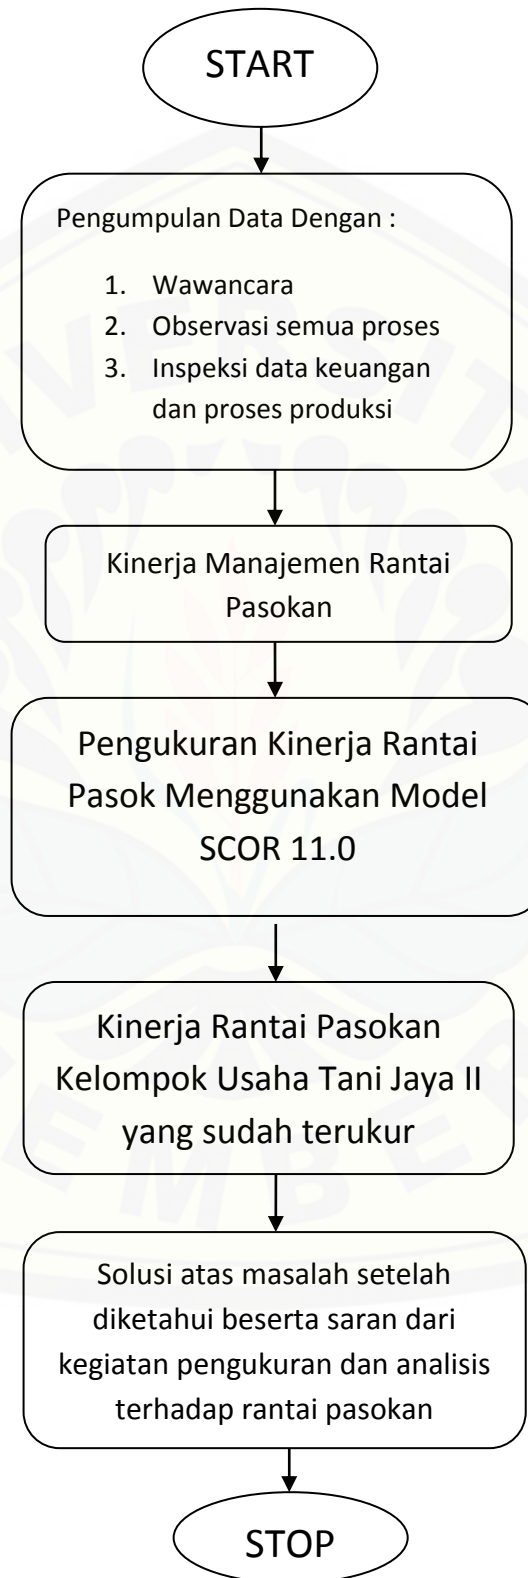 START
Pengumpulan Data Dengan :
1. Wawancara
2. Observasi semua proses
3. Inspeksi data keuangan
dan proses produksi
Kinerja Manajemen Rantai
Pasokan
Pengukuran Kinerja Rantai
Pasok Menggunakan Model
SCOR 11.0
Kinerja Rantai Pasokan
Kelompok Usaha Tani Jaya II
yang sudah terukur
Solusi atas masalah setelah
diketahui beserta saran dari
kegiatan pengukuran dan analisis
terhadap rantai pasokan
STOP